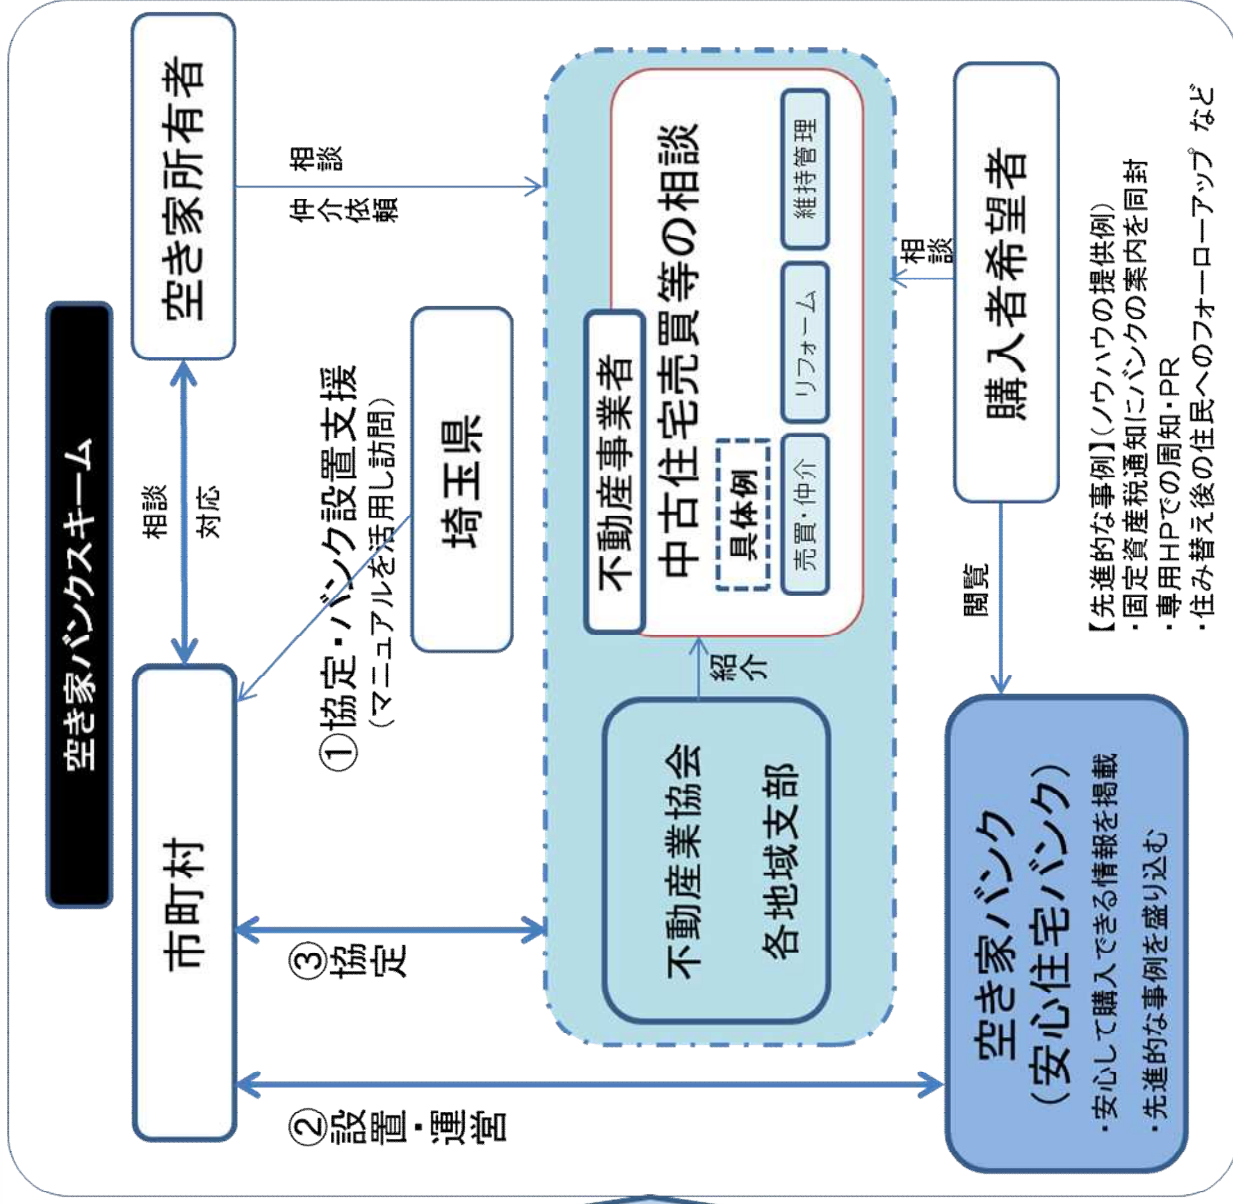 空き家バンクスキーム
市町村
相談
対応
空き家所有者
②設置・運営
③協定
①協定・バンク設置支援
(マニュアルを活用し訪問)
埼玉県
仲介依頼
相談
不動産業協会
各地域支部
紹介
不動産事業者
中古住宅売買等の相談
具体例
売買・仲介
リフォーム
維持管理
相談
空き家バンク
(安心住宅バンク)
・安心して購入できる情報を掲載
・先進的な事例を盛り込む
閲覧
購入者希望者
【先進的な事例】(ノウハウの提供例)
・固定資産税通知にバンクの案内を同封
・専用HPでの周知・PR
・住み替え後の住民へのフォーローアップ など